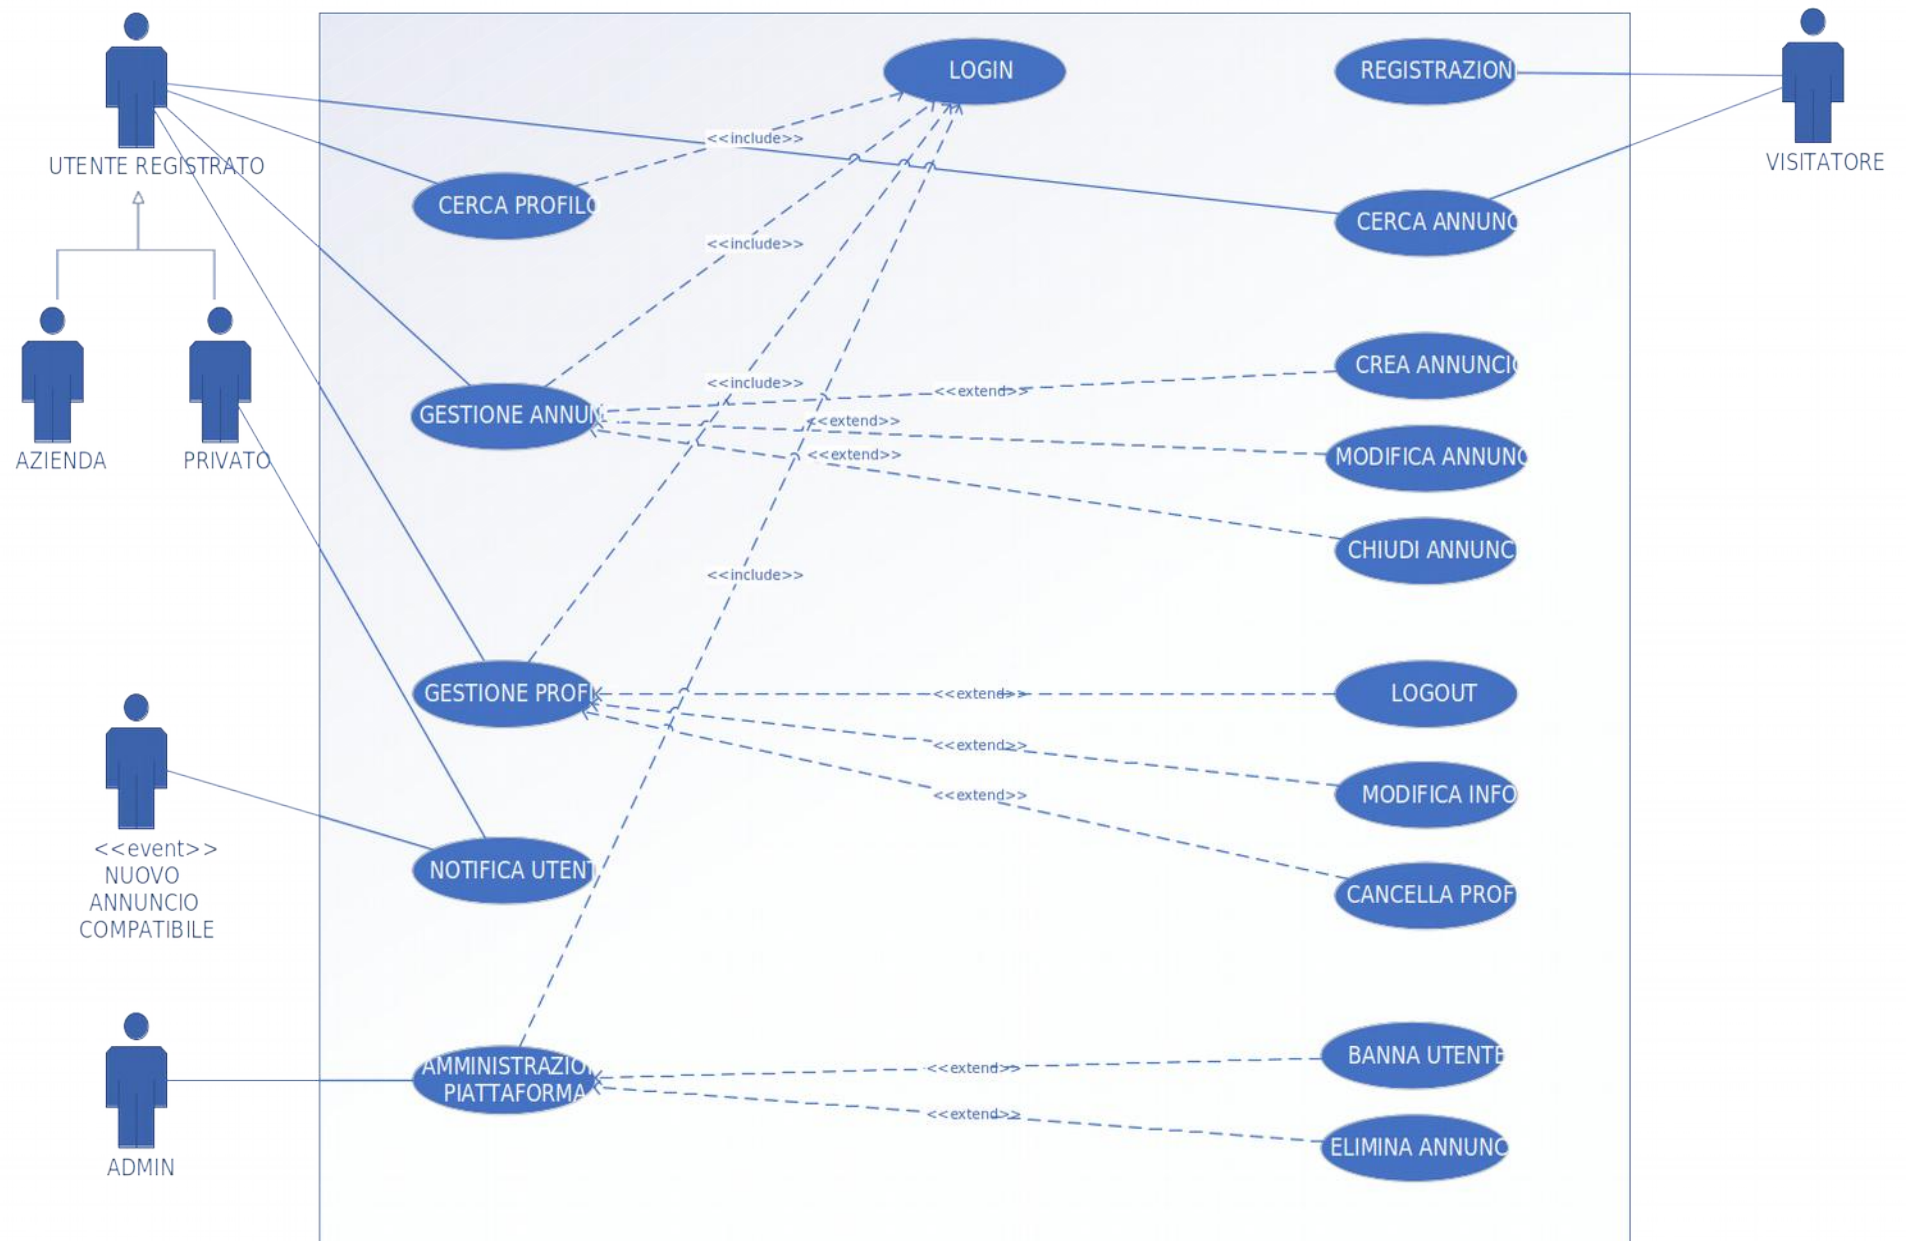 LOGIN
REGISTRAZION
UTENTE REGISTRATO
VISITATORE
<<include>>
CERCA PROFILO
CERCA ANNUNC
<<include>>
CREA ANNUNCIO
<<include>>
<<extend>>
GESTIONE ANNUN
<<extend>>
<<extend>>
MODIFICA ANNUNC
AZIENDA
PRIVATO
CHIUDI ANNUNC
<<include>>
GESTIONE PROFI
<<extend>>
LOGOUT
<<extend>>
MODIFICA INFO
<<extend>>
<<event>>
NUOVO
ANNUNCIO
COMPATIBILE
NOTIFICA UTENT
CANCELLA PROF
AMMINISTRAZION
PIATTAFORMA
<<extend>>
BANNA UTENTE
<<extend>>
ELIMINA ANNUNC
ADMIN